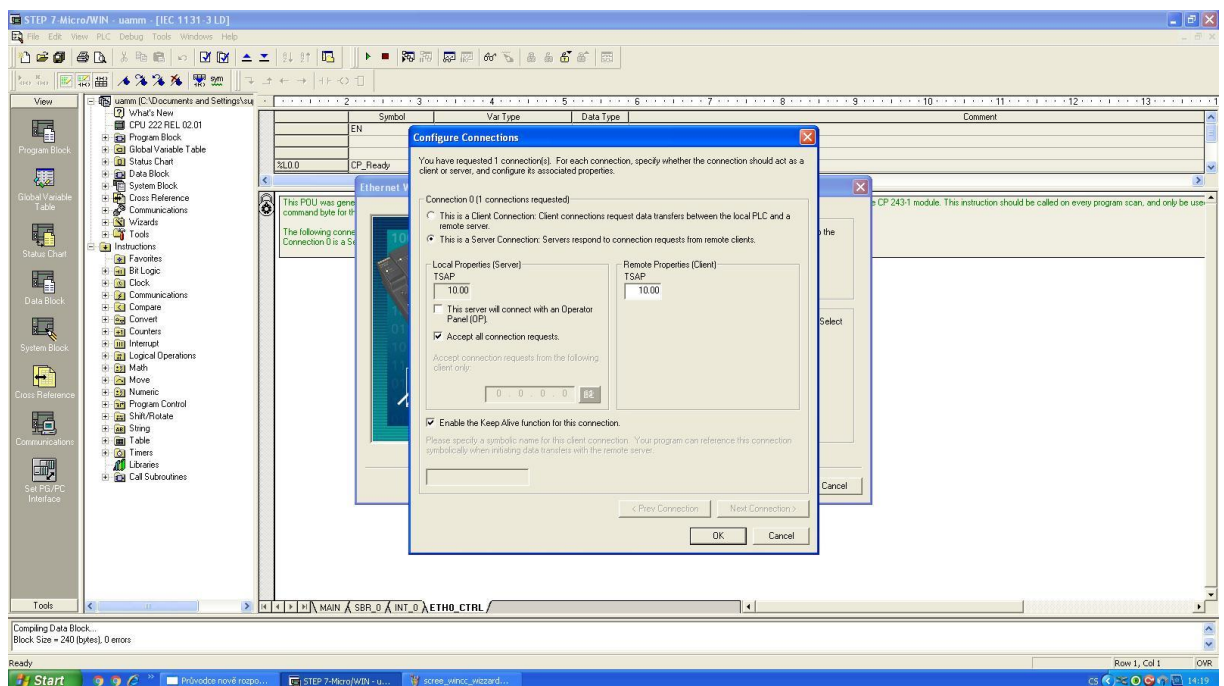 STEP 7-Micro/WIN - uamm - [IEC 1131-3 LD]
File Edit View PLC Debug Tools Windows Help
View
Program Block
Global Variable
Table
Status Chart
Data Block
System Block
Cross Reference
Communications
Set PG/PC
Interface
Tools
uamm (C:\Documents and Settings\su
What's New
CPU 222 REL 02.01
Program Block
Global Variable Table
Status Chart
Data Block
System Block
Cross Reference
Communications
Wizards
Tools
Instructions
Favorites
Bit Logic
Clock
Communications
Compare
Convert
Counters
Interrupt
Logical Operations
Math
Move
Numeric
Program Control
Shift/Rotate
String
Table
Timers
Libraries
Call Subroutines
2 3 4 5 6 7 8 9 10 11 12 13
Symbol Var Type Data Type Comment
EN
%L0.0 CP_Ready
This POU was gene
command byte for th
The following conne
Connection 0 is a Se
e CP 243-1 module. This instruction should be called on every program scan, and only be use
Ethernet W
o the
Select
Cancel
Configure Connections
You have requested 1 connection(s). For each connection, specify whether the connection should act as a
client or server, and configure its associated properties.
Connection 0 (1 connections requested)
This is a Client Connection: Client connections request data transfers between the local PLC and a
remote server.
This is a Server Connection: Servers respond to connection requests from remote clients.
Local Properties (Server)
TSAP
10.00
This server will connect with an Operator
Panel (OP).
Accept all connection requests.
Accept connection requests from the following
client only:
0 . 0 . 0 . 0
Remote Properties (Client)
TSAP
10.00
Enable the Keep Alive function for this connection.
Please specify a symbolic name for this client connection. Your program can reference this connection
symbolically when initiating data transfers with the remote server.
< Prev Connection Next Connection >
OK Cancel
MAIN SBR_0 INT_0 ETH0_CTRL
Compiling Data Block...
Block Size = 240 (bytes), 0 errors
Ready Row 1, Col 1 OVR
Start Průvodce nově rozpo... STEP 7-Micro/WIN - u... scree_wincc_wizzard... CS 14:19